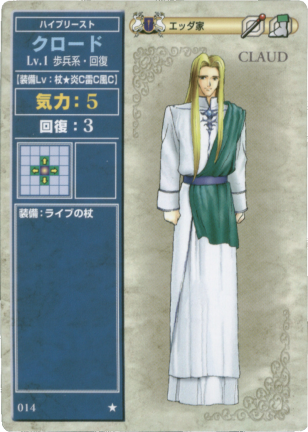 ハイプリースト
エッダ家
クロード
CLAUD
Lv.1 歩兵系・回復
[装備Lv:杖★炎C雷C風C]
気力:5
回復:3
装備:ライブの杖
014
★